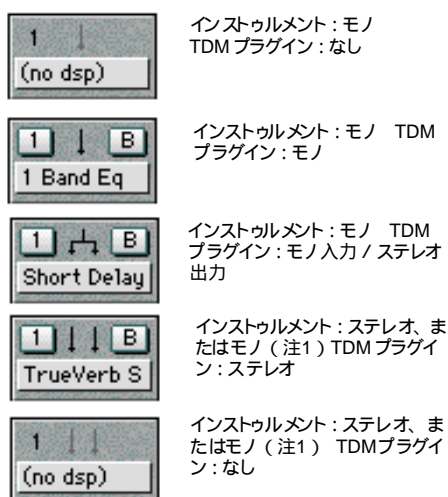 1
(no dsp)
インストゥルメント：モノ
TDM プラグイン：なし
1 B
1 Band Eq
インストゥルメント：モノ　TDM
プラグイン：モノ
1 B
Short Delay
インストゥルメント：モノ　TDM
プラグイン：モノ入力 / ステレオ
出力
1 B
TrueVerb S
インストゥルメント：ステレオ、ま
たはモノ（注1）TDM プラグイ
ン：ステレオ
1
(no dsp)
インストゥルメント：ステレオ、ま
たはモノ（注1）　TDMプラグイ
ン：なし